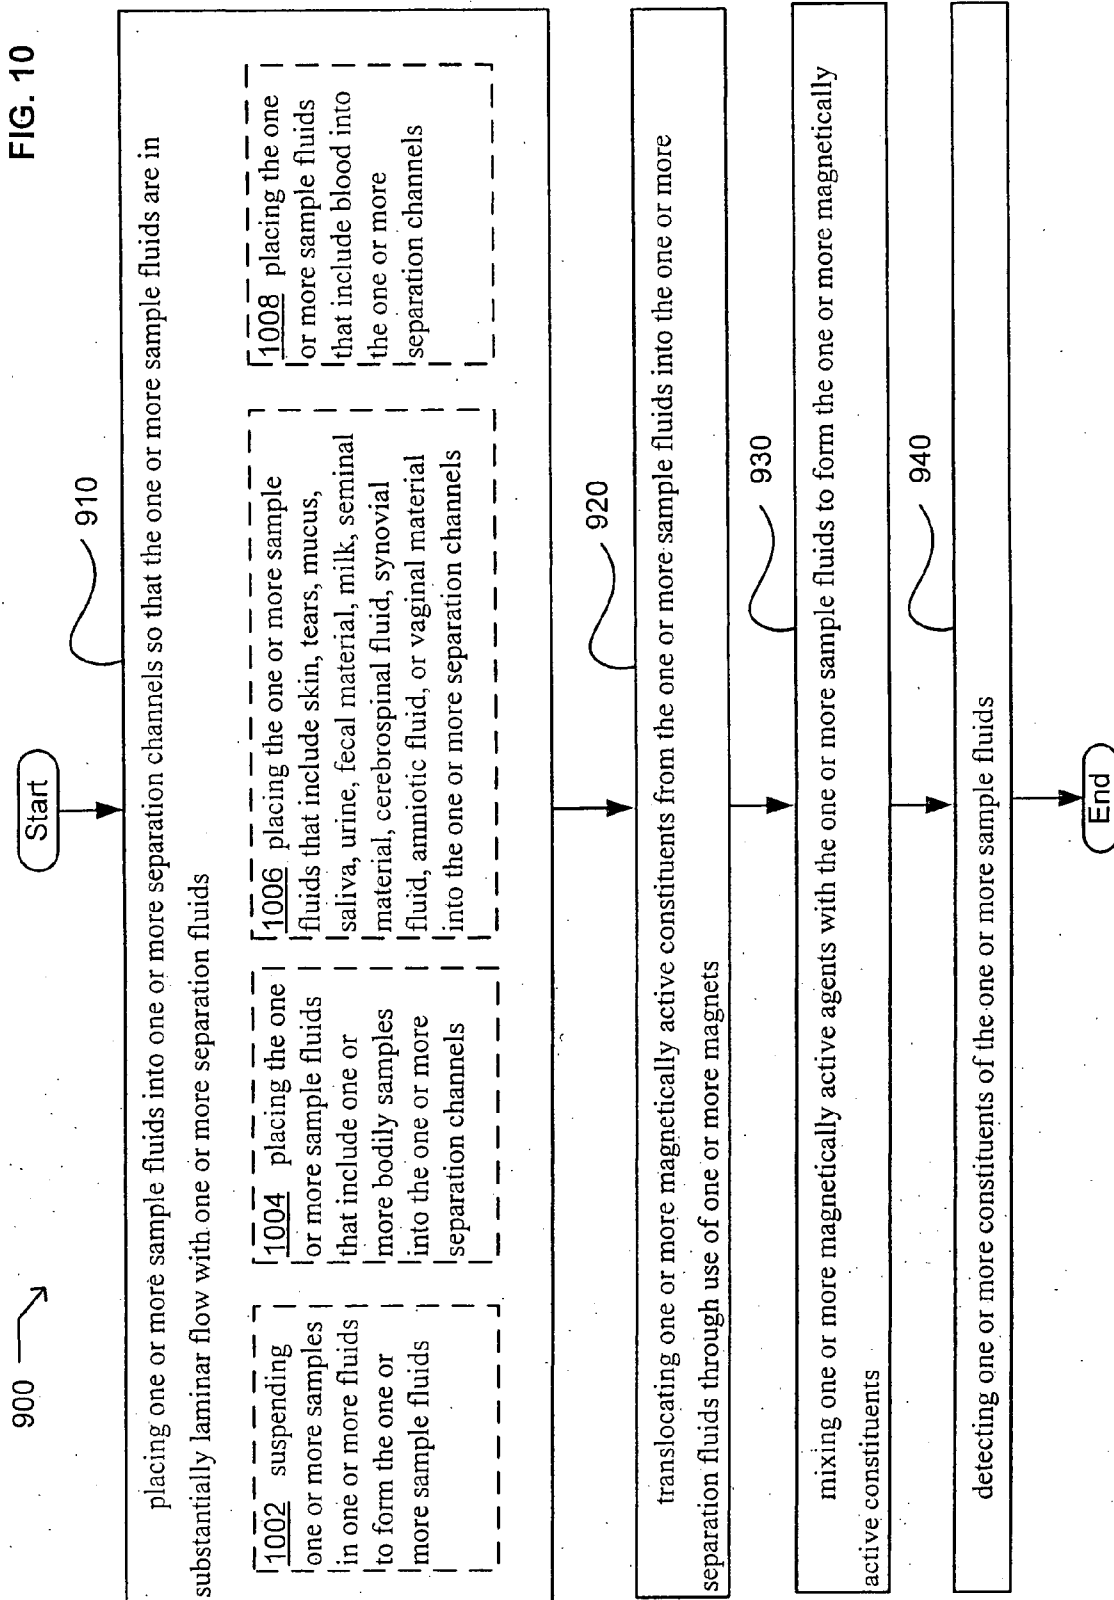 FIG. 10
900
Start
910
placing one or more sample fluids into one or more separation channels so that the one or more sample fluids are in
substantially laminar flow with one or more separation fluids
1002 suspending
one or more samples
in one or more fluids
to form the one or
more sample fluids
1004 placing the one
or more sample fluids
that include one or
more bodily samples
into the one or more
separation channels
1006 placing the one or more sample
fluids that include skin, tears, mucus,
saliva, urine, fecal material, milk, seminal
material, cerebrospinal fluid, synovial
fluid, amniotic fluid, or vaginal material
into the one or more separation channels
1008 placing the one
or more sample fluids
that include blood into
the one or more
separation channels
920
translocating one or more magnetically active constituents from the one or more sample fluids into the one or more
separation fluids through use of one or more magnets
930
mixing one or more magnetically active agents with the one or more sample fluids to form the one or more magnetically
active constituents
940
detecting one or more constituents of the one or more sample fluids
End